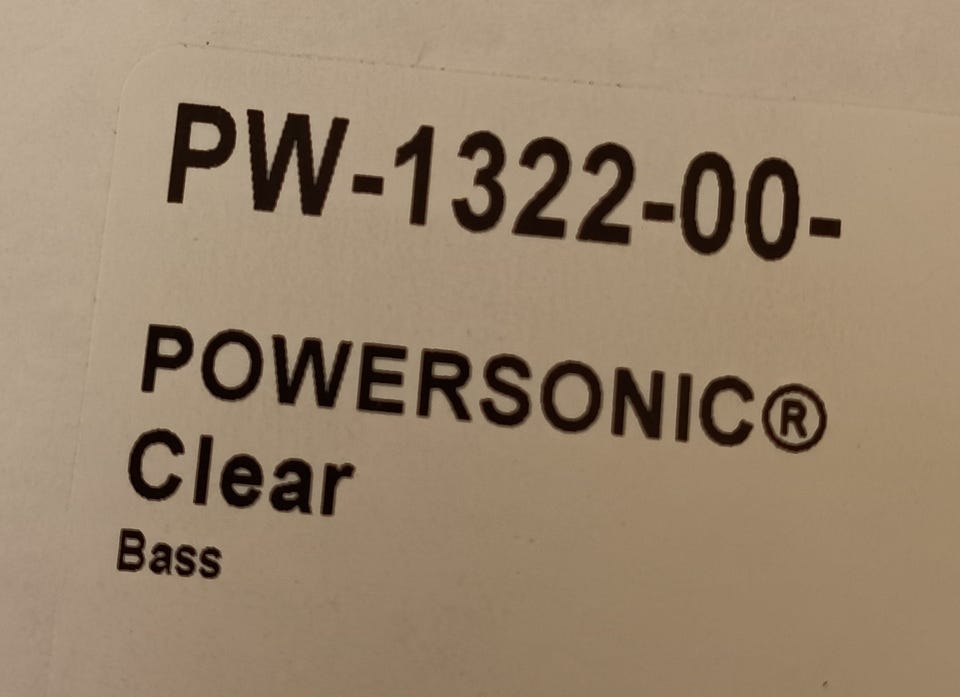 PW-1322-00-
POWERSONIC®
Clear
Bass